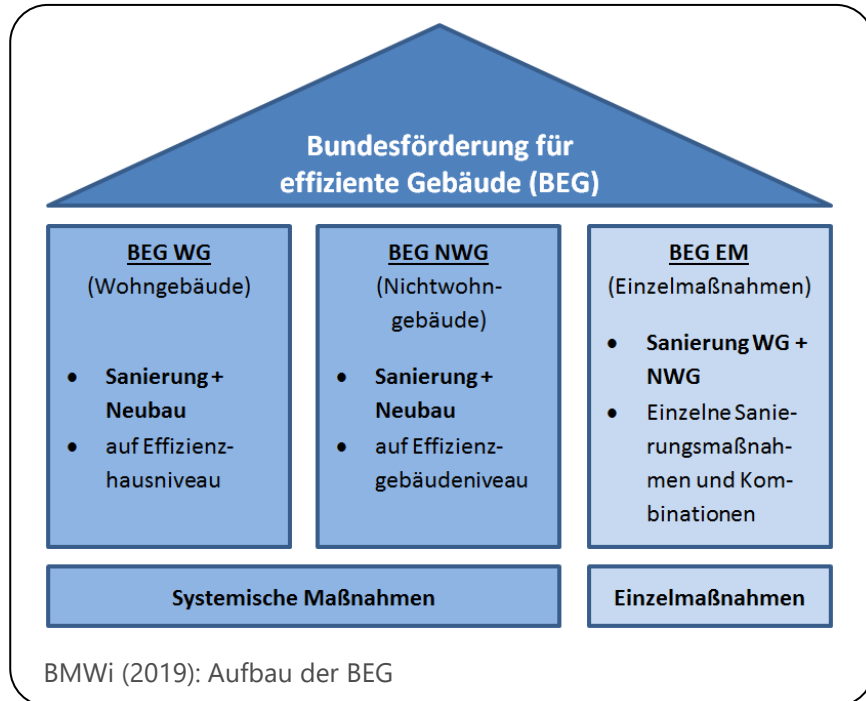 Bundesförderung für
effiziente Gebäude (BEG)
BEG WG
(Wohngebäude)
• Sanierung +
Neubau
• auf Effizienz-
hausniveau
BEG NWG
(Nichtwohn-
gebäude)
• Sanierung +
Neubau
• auf Effizienz-
gebäudeniveau
BEG EM
(Einzelmaßnahmen)
• Sanierung WG +
NWG
• Einzelne Sanie-
rungsmaßnah-
men und Kom-
binationen
Systemische Maßnahmen
Einzelmaßnahmen
BMWi (2019): Aufbau der BEG